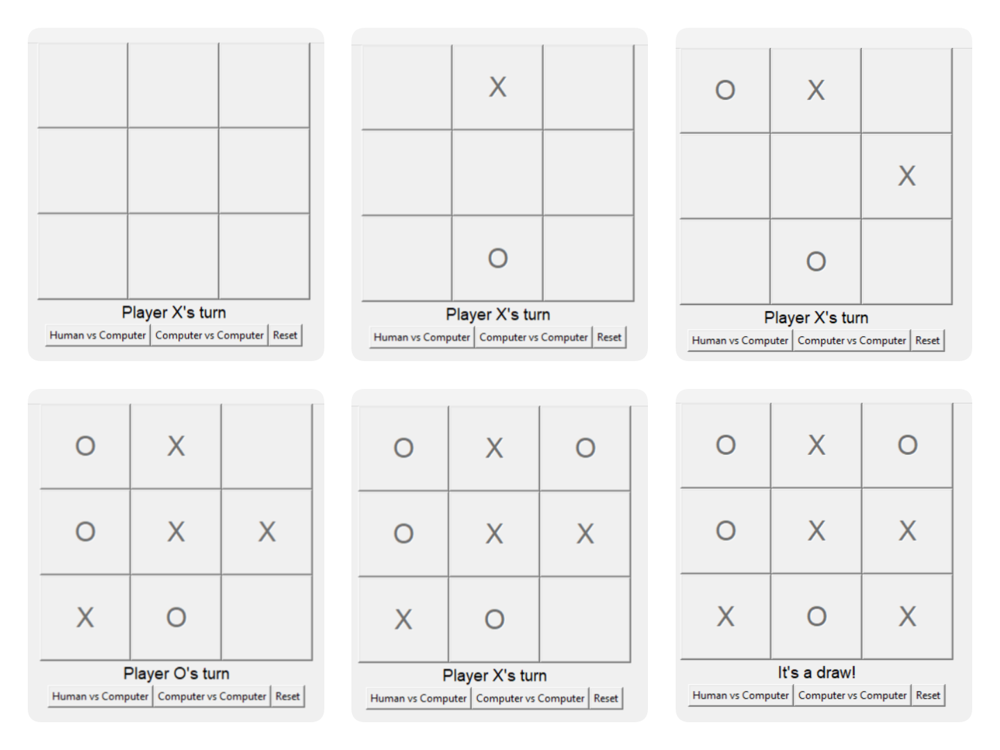 Player X's turn
Human vs Computer Computer vs Computer Reset
X
O
Player X's turn
Human vs Computer Computer vs Computer Reset
O X
X
O
Player X's turn
Human vs Computer Computer vs Computer Reset
O X
O X X
X O
Player O's turn
Human vs Computer Computer vs Computer Reset
O X O
O X X
X O
Player X's turn
Human vs Computer Computer vs Computer Reset
O X O
O X X
X O X
It's a draw!
Human vs Computer Computer vs Computer Reset